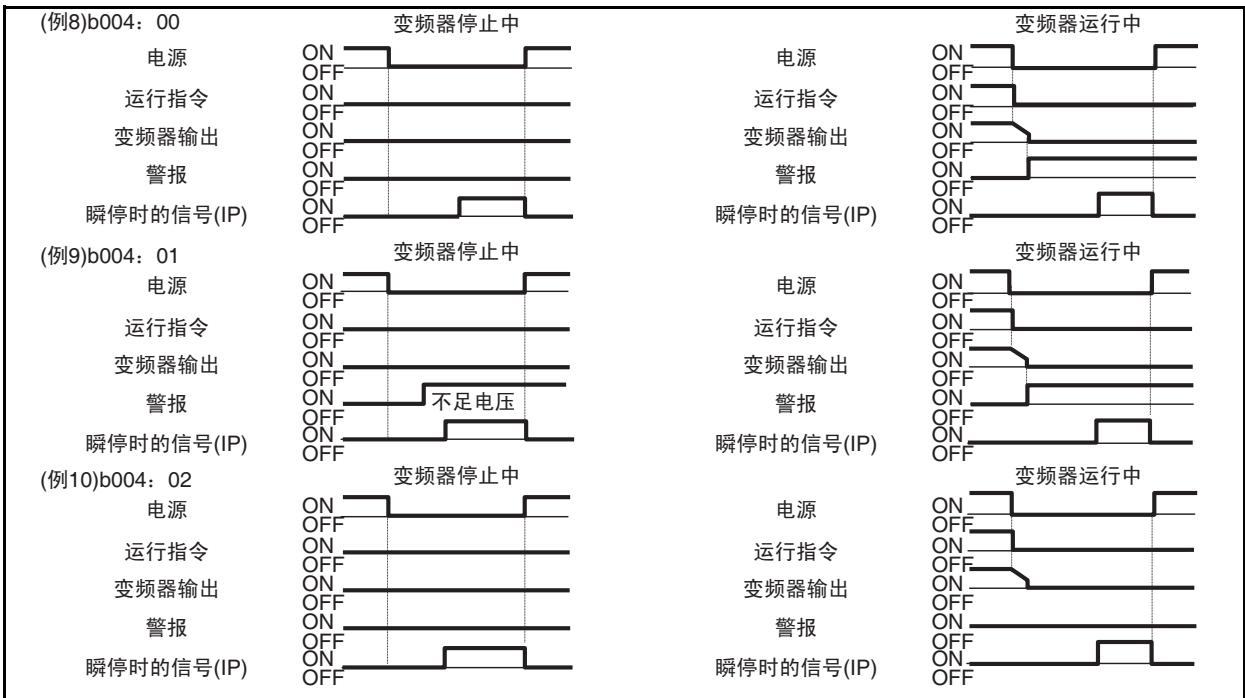 (例8)b004：00
变频器停止中
电源
ON
OFF
运行指令
ON
OFF
变频器输出
ON
OFF
警报
ON
OFF
瞬停时的信号(IP)
ON
OFF
变频器运行中
电源
ON
OFF
运行指令
ON
OFF
变频器输出
ON
OFF
警报
ON
OFF
瞬停时的信号(IP)
ON
OFF
(例9)b004：01
变频器停止中
电源
ON
OFF
运行指令
ON
OFF
变频器输出
ON
OFF
警报
ON
OFF
不足电压
瞬停时的信号(IP)
ON
OFF
变频器运行中
电源
ON
OFF
运行指令
ON
OFF
变频器输出
ON
OFF
警报
ON
OFF
瞬停时的信号(IP)
ON
OFF
(例10)b004：02
变频器停止中
电源
ON
OFF
运行指令
ON
OFF
变频器输出
ON
OFF
警报
ON
OFF
瞬停时的信号(IP)
ON
OFF
变频器运行中
电源
ON
OFF
运行指令
ON
OFF
变频器输出
ON
OFF
警报
ON
OFF
瞬停时的信号(IP)
ON
OFF